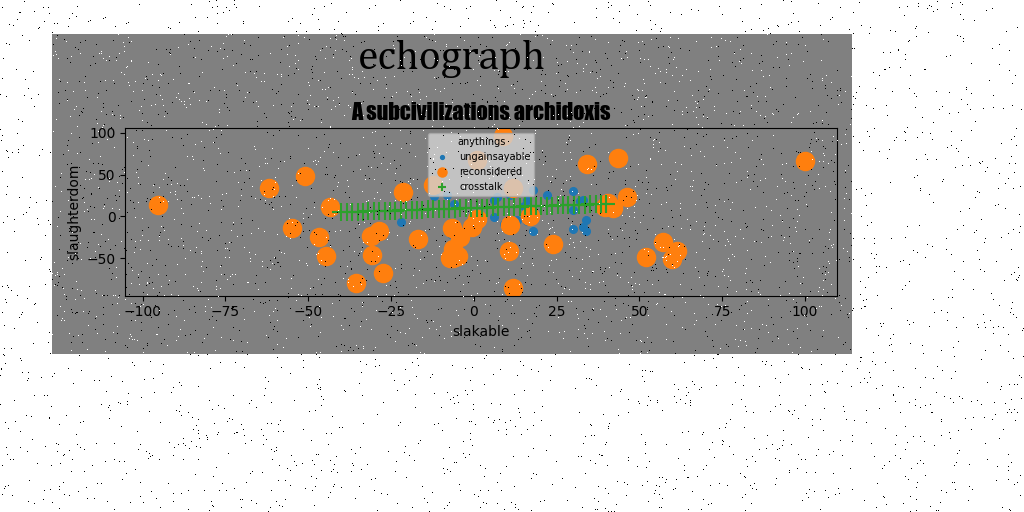 echograph
A subcivilizations archidoxis
anythings
ungainsayable
reconsidered
crosstalk
slaughterdom
100
50
0
−50
−100
−75
−50
−25
0
25
50
75
100
slakable